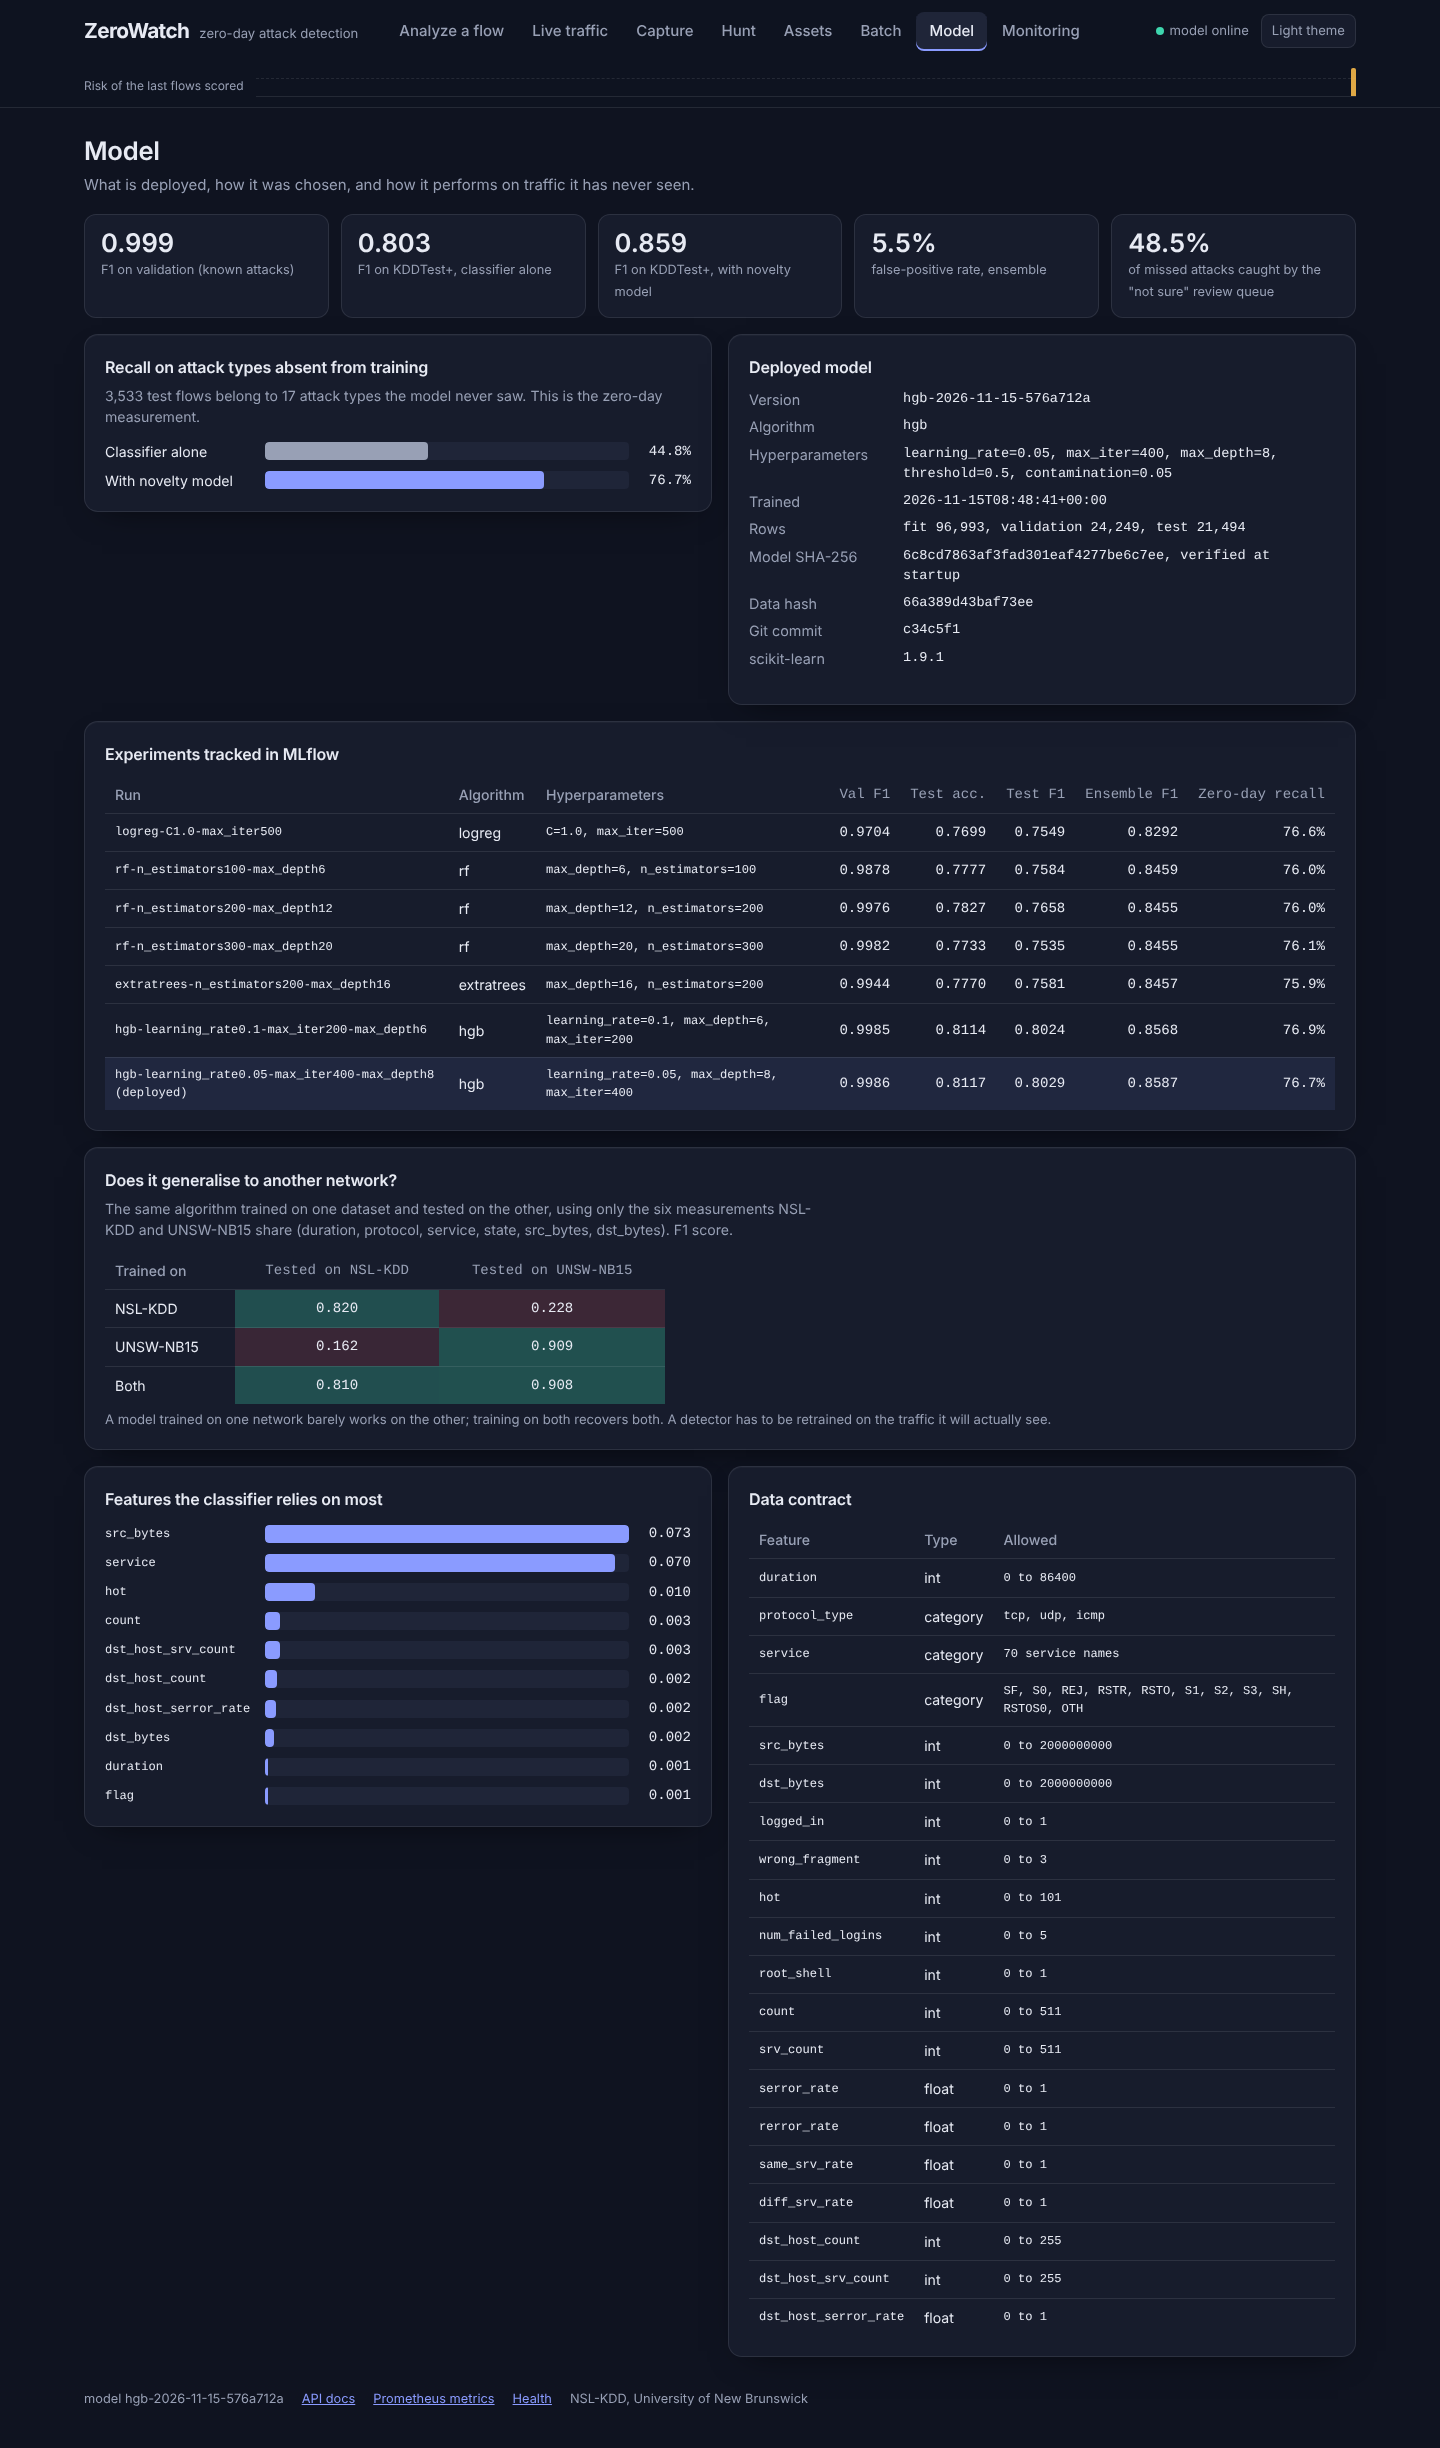 ZeroWatch zero-day attack detection Analyze a flow Live traffic Capture Hunt Assets Batch Model Monitoring model online Light theme
Risk of the last flows scored
Model
What is deployed, how it was chosen, and how it performs on traffic it has never seen.
0.999
F1 on validation (known attacks)
0.803
F1 on KDDTest+, classifier alone
0.859
F1 on KDDTest+, with novelty
model
5.5%
false-positive rate, ensemble
48.5%
of missed attacks caught by the
"not sure" review queue
Recall on attack types absent from training
3,533 test flows belong to 17 attack types the model never saw. This is the zero-day
measurement.
Classifier alone 44.8%
With novelty model 76.7%
Deployed model
Version hgb-2026-11-15-576a712a
Algorithm hgb
Hyperparameters learning_rate=0.05, max_iter=400, max_depth=8,
threshold=0.5, contamination=0.05
Trained 2026-11-15T08:48:41+00:00
Rows fit 96,993, validation 24,249, test 21,494
Model SHA-256 6c8cd7863af3fad301eaf4277be6c7ee, verified at
startup
Data hash 66a389d43baf73ee
Git commit c34c5f1
scikit-learn 1.9.1
Experiments tracked in MLflow
Run Algorithm Hyperparameters Val F1 Test acc. Test F1 Ensemble F1 Zero-day recall
logreg-C1.0-max_iter500 logreg C=1.0, max_iter=500 0.9704 0.7699 0.7549 0.8292 76.6%
rf-n_estimators100-max_depth6 rf max_depth=6, n_estimators=100 0.9878 0.7777 0.7584 0.8459 76.0%
rf-n_estimators200-max_depth12 rf max_depth=12, n_estimators=200 0.9976 0.7827 0.7658 0.8455 76.0%
rf-n_estimators300-max_depth20 rf max_depth=20, n_estimators=300 0.9982 0.7733 0.7535 0.8455 76.1%
extratrees-n_estimators200-max_depth16 extratrees max_depth=16, n_estimators=200 0.9944 0.7770 0.7581 0.8457 75.9%
hgb-learning_rate0.1-max_iter200-max_depth6 hgb learning_rate=0.1, max_depth=6,
max_iter=200 0.9985 0.8114 0.8024 0.8568 76.9%
hgb-learning_rate0.05-max_iter400-max_depth8
(deployed) hgb learning_rate=0.05, max_depth=8,
max_iter=400 0.9986 0.8117 0.8029 0.8587 76.7%
Does it generalise to another network?
The same algorithm trained on one dataset and tested on the other, using only the six measurements NSL-
KDD and UNSW-NB15 share (duration, protocol, service, state, src_bytes, dst_bytes). F1 score.
Trained on Tested on NSL-KDD Tested on UNSW-NB15
NSL-KDD 0.820 0.228
UNSW-NB15 0.162 0.909
Both 0.810 0.908
A model trained on one network barely works on the other; training on both recovers both. A detector has to be retrained on the traffic it will actually see.
Features the classifier relies on most
src_bytes 0.073
service 0.070
hot 0.010
count 0.003
dst_host_srv_count 0.003
dst_host_count 0.002
dst_host_serror_rate 0.002
dst_bytes 0.002
duration 0.001
flag 0.001
Data contract
Feature Type Allowed
duration int 0 to 86400
protocol_type category tcp, udp, icmp
service category 70 service names
flag category SF, S0, REJ, RSTR, RSTO, S1, S2, S3, SH,
RSTOS0, OTH
src_bytes int 0 to 2000000000
dst_bytes int 0 to 2000000000
logged_in int 0 to 1
wrong_fragment int 0 to 3
hot int 0 to 101
num_failed_logins int 0 to 5
root_shell int 0 to 1
count int 0 to 511
srv_count int 0 to 511
serror_rate float 0 to 1
rerror_rate float 0 to 1
same_srv_rate float 0 to 1
diff_srv_rate float 0 to 1
dst_host_count int 0 to 255
dst_host_srv_count int 0 to 255
dst_host_serror_rate float 0 to 1
model hgb-2026-11-15-576a712a API docs Prometheus metrics Health NSL-KDD, University of New Brunswick